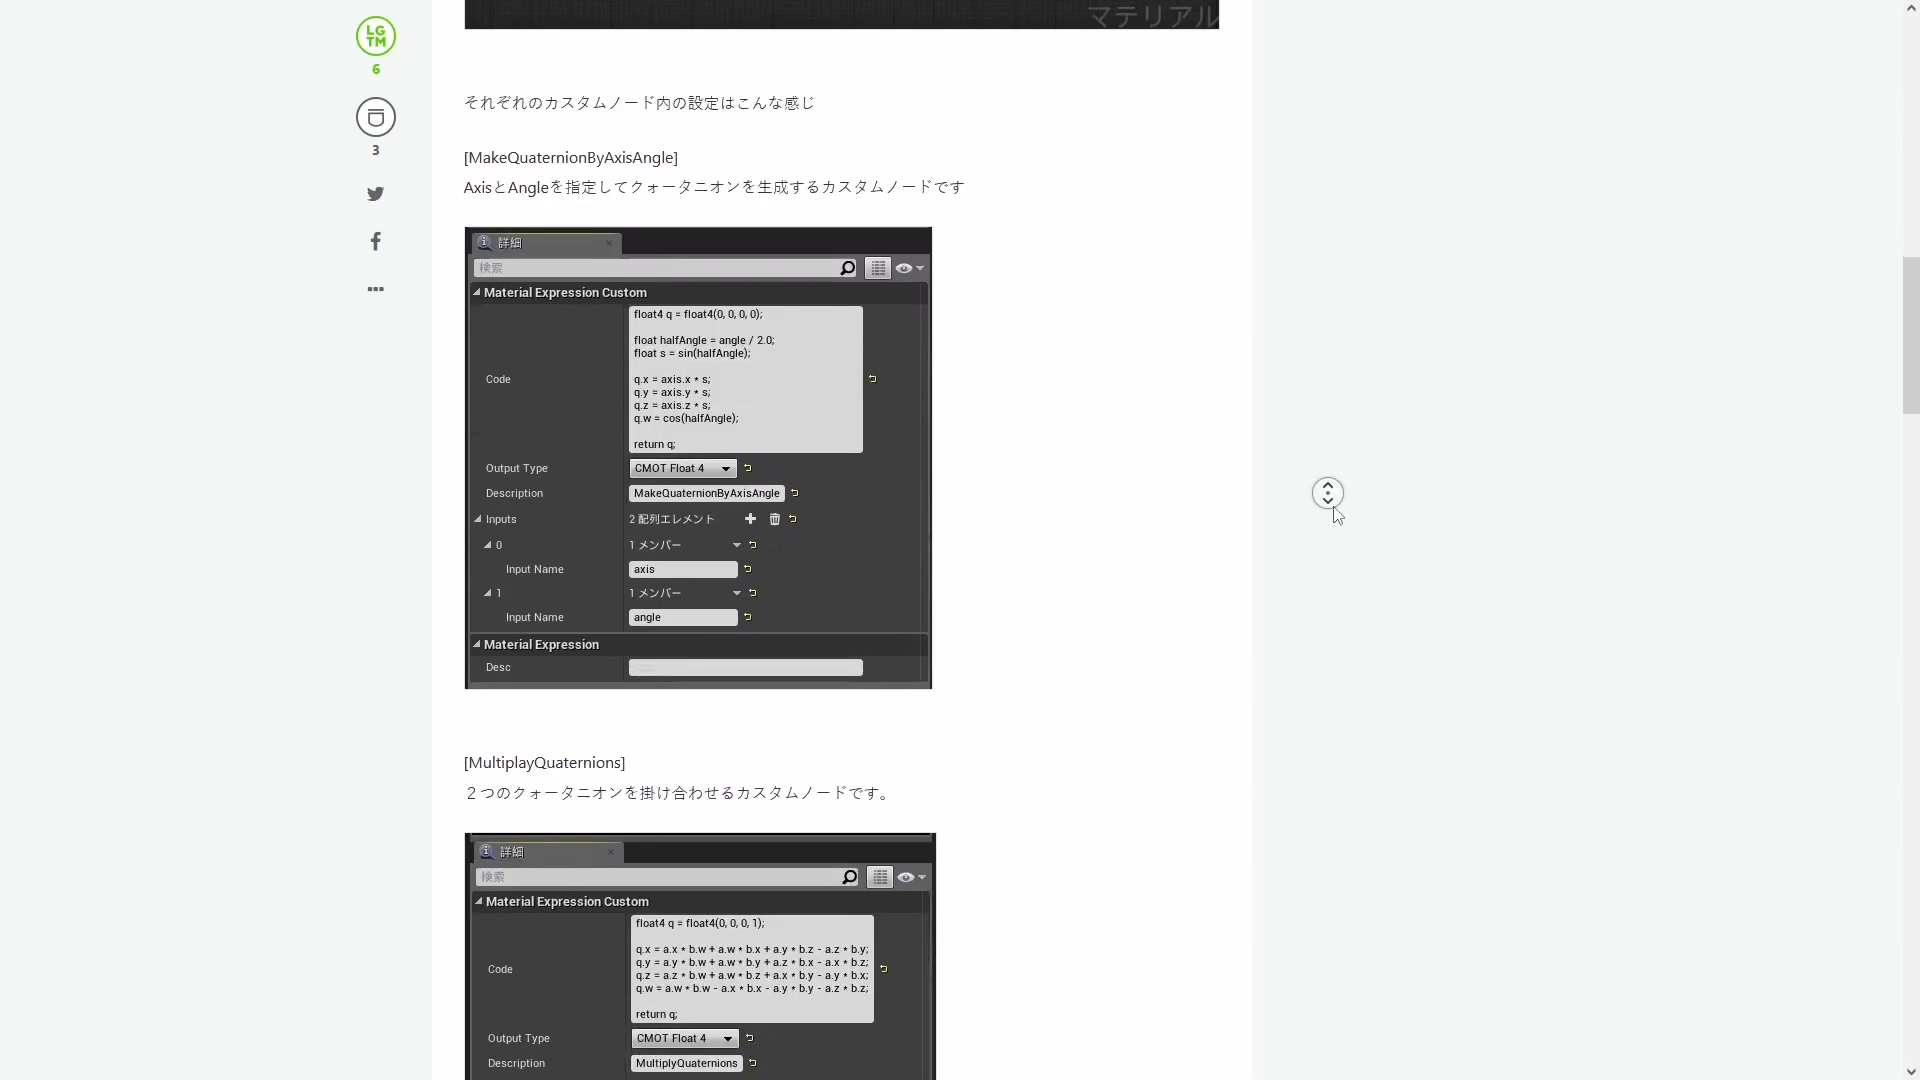 マテリアル
LG
TM
6
3
それぞれのカスタムノード内の設定はこんな感じ
[MakeQuaternionByAxisAngle]
AxisとAngleを指定してクォータニオンを生成するカスタムノードです
詳細
検索
Material Expression Custom
Code
float4 q = float4(0, 0, 0, 0);
float halfAngle = angle / 2.0;
float s = sin(halfAngle);
q.x = axis.x * s;
q.y = axis.y * s;
q.z = axis.z * s;
q.w = cos(halfAngle);
return q;
Output Type CMOT Float 4
Description MakeQuaternionByAxisAngle
Inputs 2 配列エレメント
0 1 メンバー
Input Name axis
1 1 メンバー
Input Name angle
Material Expression
Desc
[MultiplayQuaternions]
２つのクォータニオンを掛け合わせるカスタムノードです。
詳細
検索
Material Expression Custom
Code
float4 q = float4(0, 0, 0, 1);
q.x = a.x * b.w + a.w * b.x + a.y * b.z - a.z * b.y;
q.y = a.y * b.w + a.w * b.y + a.z * b.x - a.x * b.z;
q.z = a.z * b.w + a.w * b.z + a.x * b.y - a.y * b.x;
q.w = a.w * b.w - a.x * b.x - a.y * b.y - a.z * b.z;
return q;
Output Type CMOT Float 4
Description MultiplyQuaternions